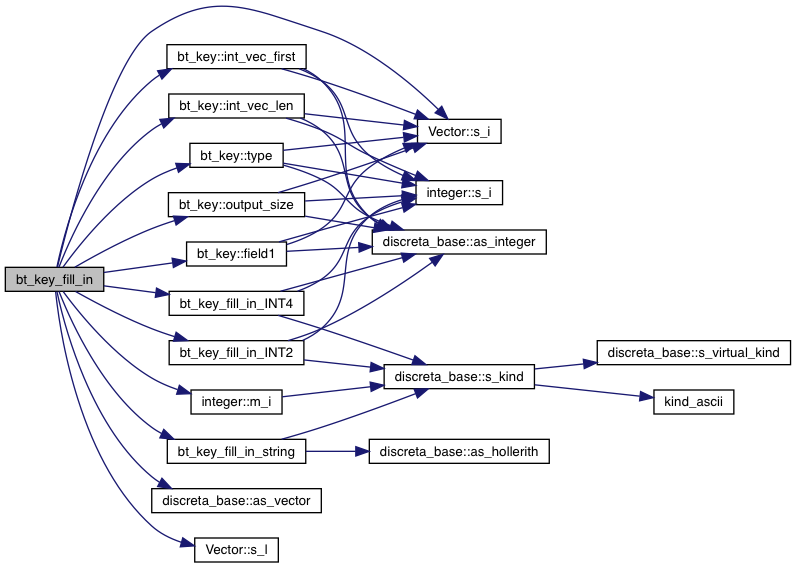 bt_key_fill_in
bt_key::int_vec_first
bt_key::int_vec_len
bt_key::type
bt_key::output_size
bt_key::field1
bt_key_fill_in_INT4
bt_key_fill_in_INT2
integer::m_i
bt_key_fill_in_string
discreta_base::as_vector
Vector::s_l
Vector::s_i
integer::s_i
discreta_base::as_integer
discreta_base::s_kind
discreta_base::as_hollerith
discreta_base::s_virtual_kind
kind_ascii